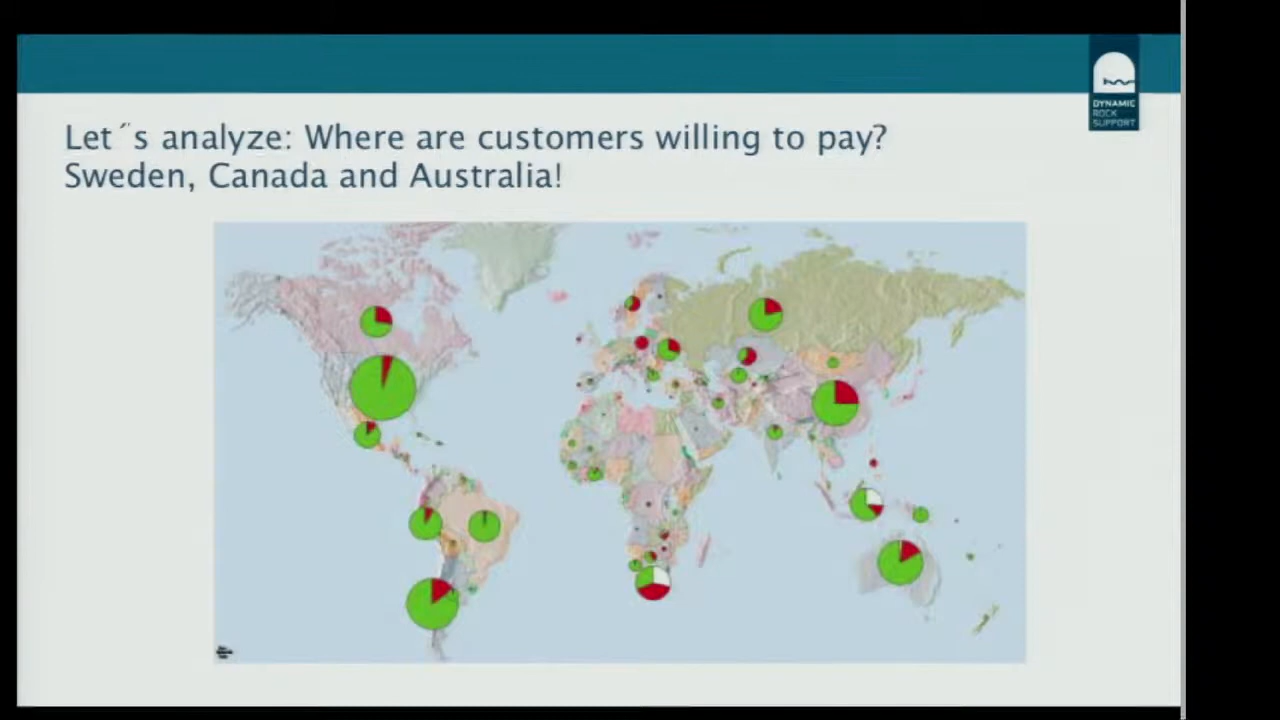 Let´s analyze: Where are customers willing to pay?
Sweden, Canada and Australia!
DYNAMIC
ROCK
SUPPORT